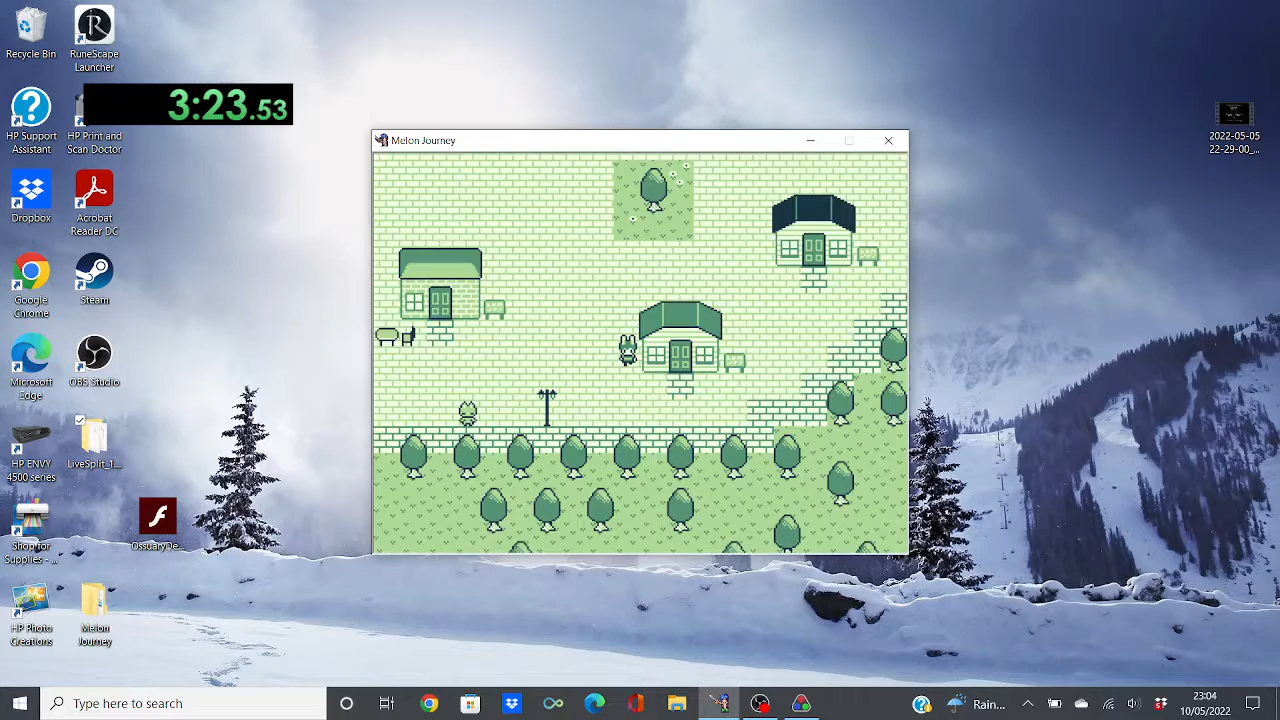 Recycle Bin
RuneScape
Launcher
3:23.53
HP Support
Assistant
HP Print and
Scan Doctor
2022-05-05
22-29-00_...
Melon Journey
Dropbox
Acrobat
Reader DC
Google
Chrome
Steam
Microsoft
Edge
OBS Studio
HP ENVY
4500 series
LiveSplit_1...
Shop for
Supplies - ...
OssuaryDe...
HP Photo
Creations
Melon
Journey
Type here to search
Rain...
23:04
10/05/2022